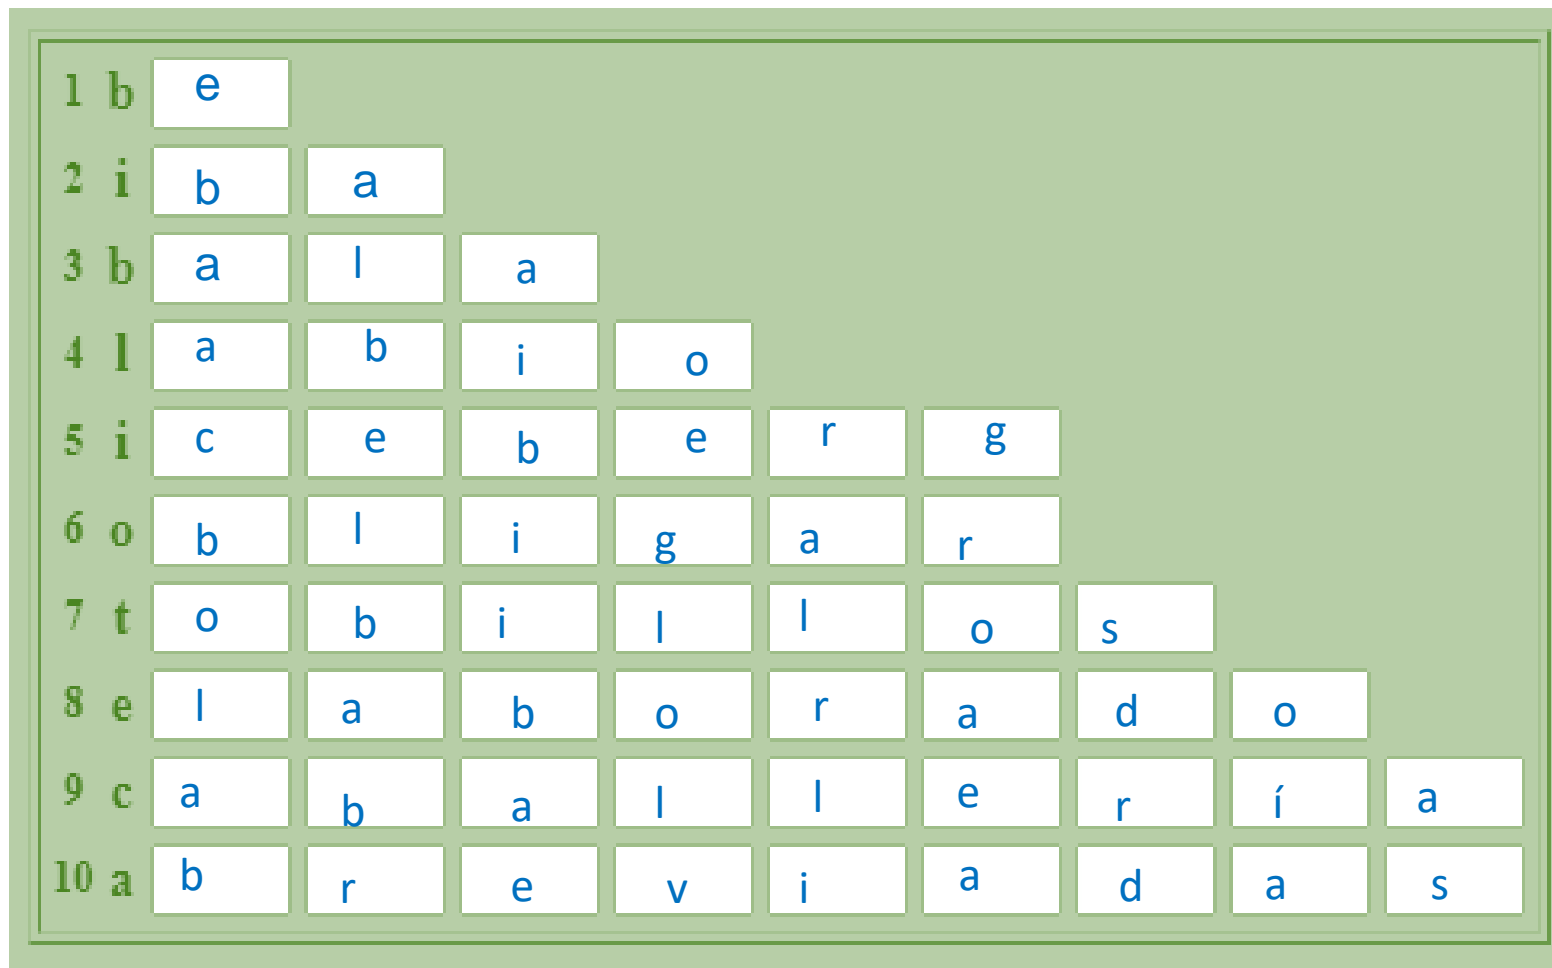 1 b e
2 i b a
3 b a l a
4 l a b i o
5 i c e b e r g
6 o b l i g a r
7 t o b i l l o s
8 e l a b o r a d o
9 c a b a l l e r í a
10 a b r e v i a d a s